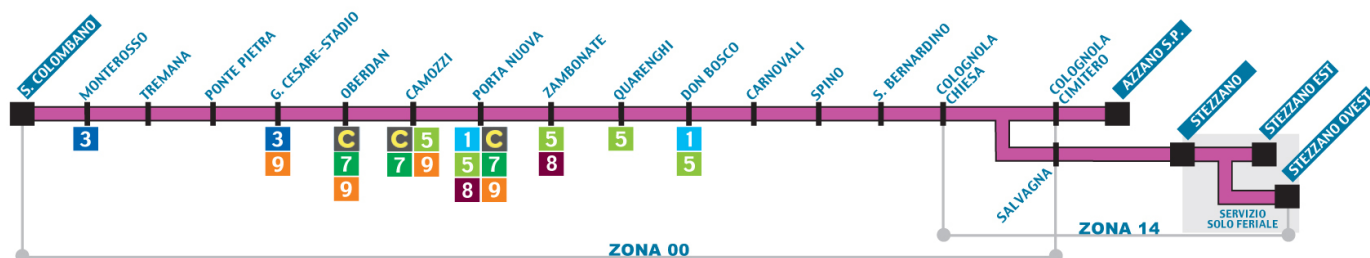 S. COLOMBANO
MONTEROSSO
TREMANA
PONTE PIETRA
G. CESARE-STADIO
OBERDAN
CAMOZZI
PORTA NUOVA
ZAMBONATE
QUARENGHI
DON BOSCO
CARNOVALI
SPINO
S. BERNARDINO
COLOGNOLA
CHIESA
COLOGNOLA
CIMITERO
AZZANO S.P.
STEZZANO
STEZZANO EST
STEZZANO OVEST
3
3
C
C 5
1 C
5
5
1
9
7
7 9
5 7
8
5
9
8 9
SALVAGNA
SERVIZIO
SOLO FERIALE
ZONA 14
ZONA 00